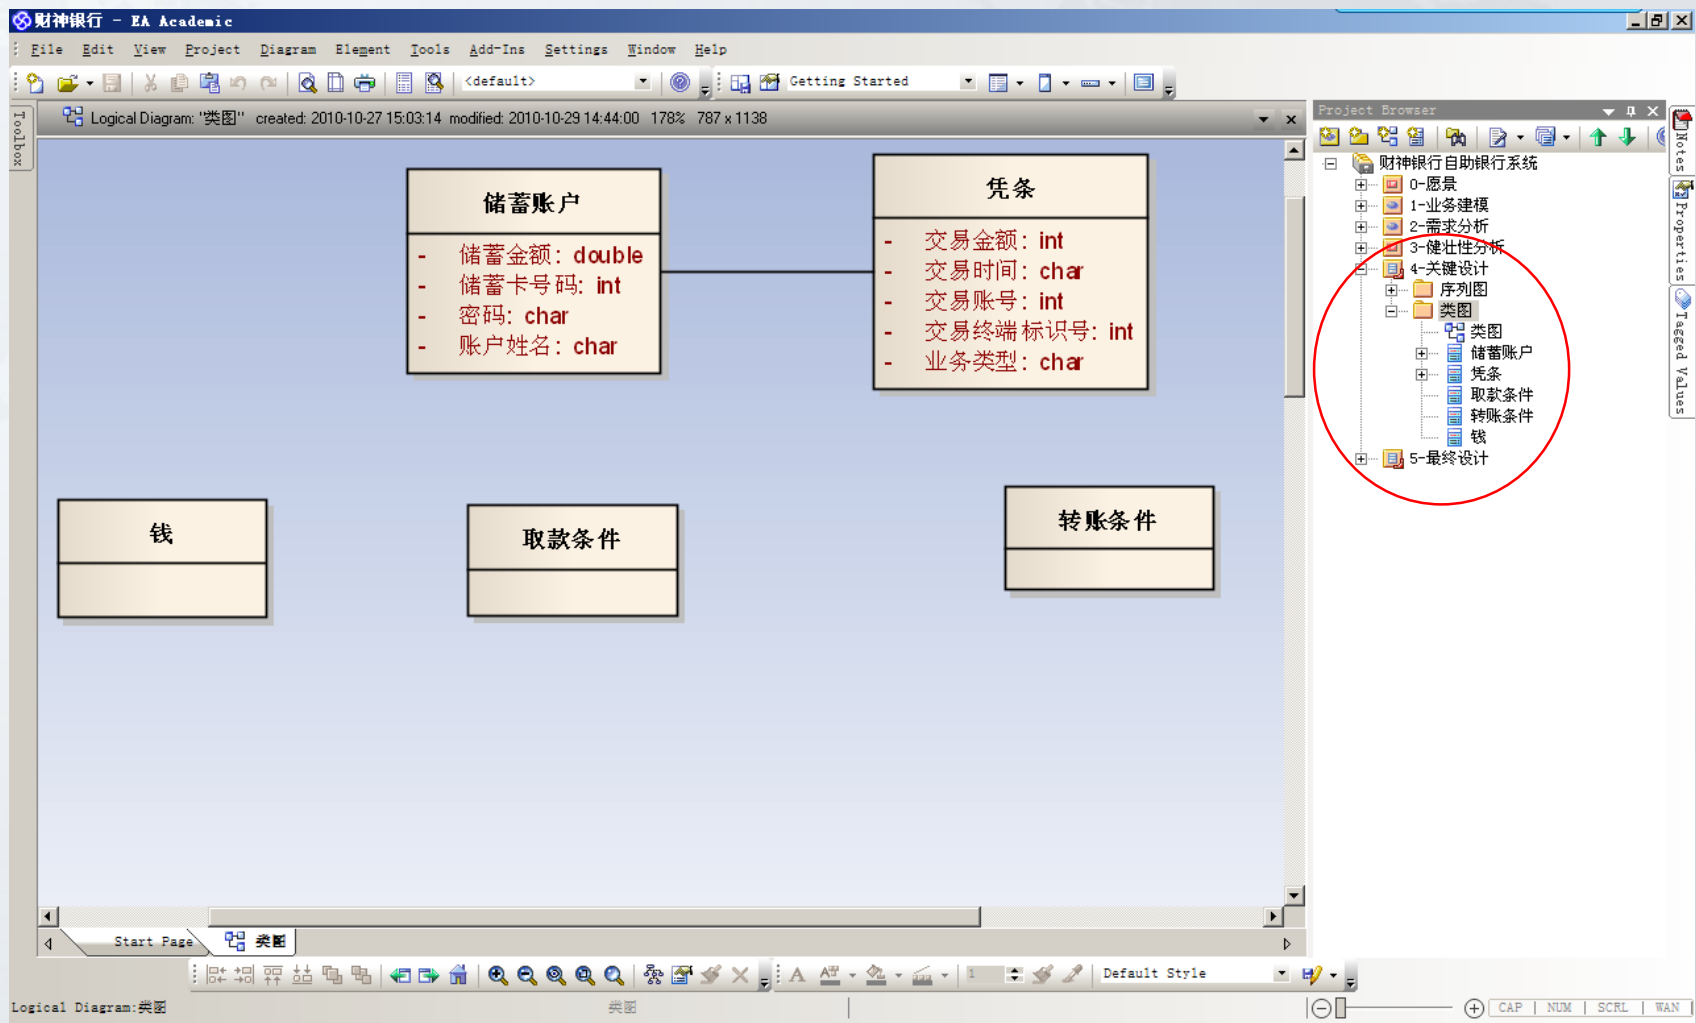 财神银行 - EA Academic
File Edit View Project Diagram Element Tools Add-Ins Settings Window Help
<default>
Getting Started
Toolbox
Logical Diagram: "类图" created: 2010-10-27 15:03:14 modified: 2010-10-29 14:44:00 178% 787 x 1138
储蓄账户
- 储蓄金额: double
- 储蓄卡号码: int
- 密码: char
- 账户姓名: char
凭条
- 交易金额: int
- 交易时间: char
- 交易账号: int
- 交易终端标识号: int
- 业务类型: char
钱
取款条件
转账条件
Project Browser
财神银行自助银行系统
0-愿景
1-业务建模
2-需求分析
3-健壮性分析
4-关键设计
序列图
类图
类图
储蓄账户
凭条
取款条件
转账条件
钱
5-最终设计
Notes
Properties
Tagged Values
Start Page
类图
A
1
Default Style
Logical Diagram:类图
类图
CAP NUM SCRL WAN